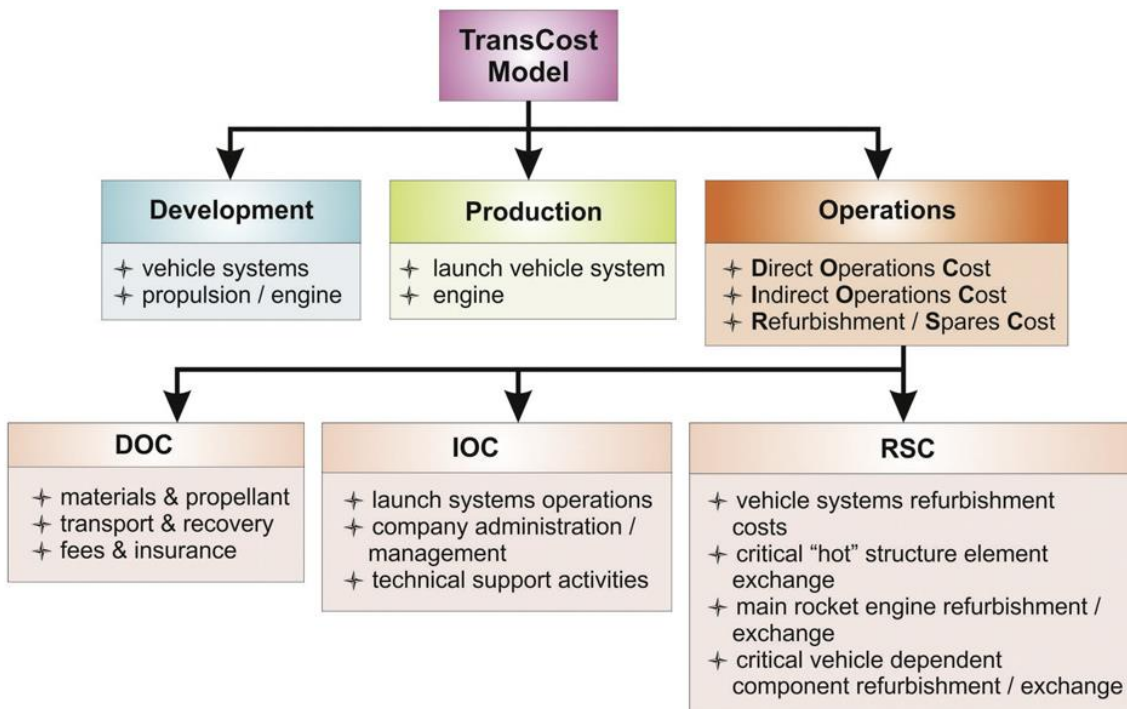 TransCost
Model
Development
✧ vehicle systems
✧ propulsion / engine
Production
✧ launch vehicle system
✧ engine
Operations
✧ Direct Operations Cost
✧ Indirect Operations Cost
✧ Refurbishment / Spares Cost
DOC
✧ materials & propellant
✧ transport & recovery
✧ fees & insurance
IOC
✧ launch systems operations
✧ company administration /
management
✧ technical support activities
RSC
✧ vehicle systems refurbishment
costs
✧ critical “hot” structure element
exchange
✧ main rocket engine refurbishment /
exchange
✧ critical vehicle dependent
component refurbishment / exchange